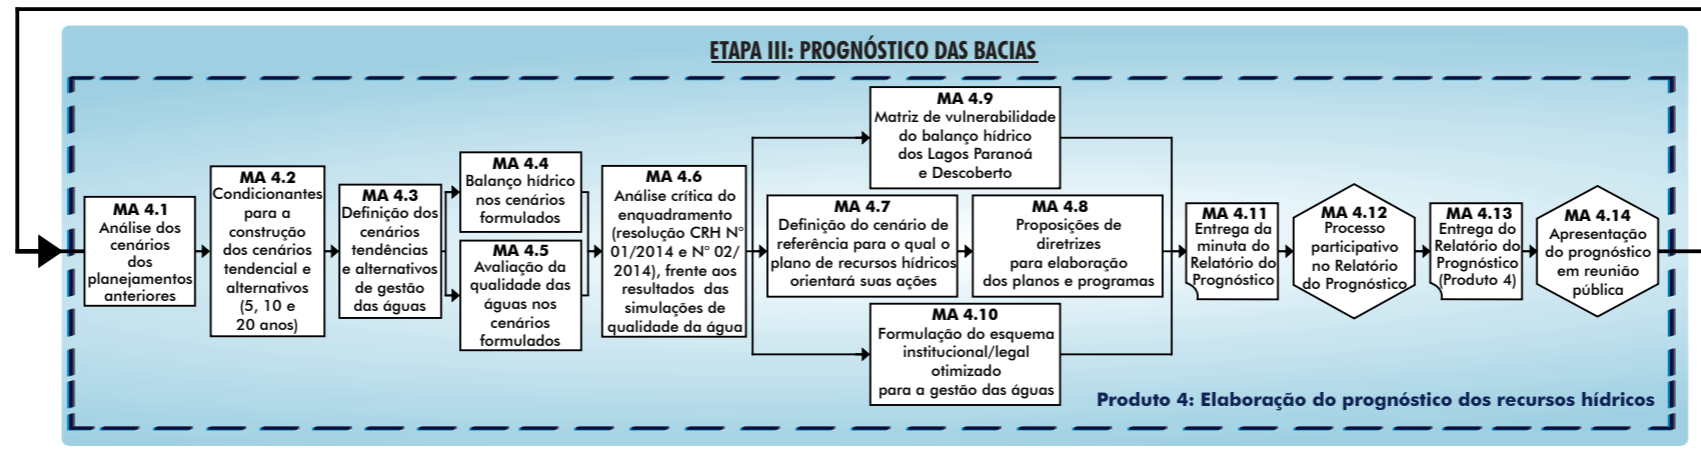 ETAPA III: PROGNÓSTICO DAS BACIAS
MA 4.1
Análise dos
cenários
dos
planejamentos
anteriores
MA 4.2
Condicionantes
para a
construção
dos cenários
tendencial e
alternativos
(5, 10 e
20 anos)
MA 4.3
Definição dos
cenários
tendências
e alternativos
de gestão
das águas
MA 4.4
Balanço hídrico
nos cenários
formulados
MA 4.5
Avaliação da
qualidade das
águas nos
cenários
formulados
MA 4.6
Análise crítica do
enquadramento
(resolução CRH N°
01/2014 e N° 02/
2014), frente aos
resultados das
simulações de
qualidade da água
MA 4.9
Matriz de vulnerabilidade
do balanço hídrico
dos Lagos Paranoá
e Descoberto
MA 4.7
Definição do cenário de
referência para o qual o
plano de recursos hídricos
orientará suas ações
MA 4.8
Proposições de
diretrizes
para elaboração
dos planos e programas
MA 4.10
Formulação do esquema
institucional/legal
otimizado
para a gestão das águas
MA 4.11
Entrega da
minuta do
Relatório do
Prognóstico
MA 4.12
Processo
participativo
no Relatório
do Prognóstico
MA 4.13
Entrega do
Relatório do
Prognóstico
(Produto 4)
MA 4.14
Apresentação
do prognóstico
em reunião
pública
Produto 4: Elaboração do prognóstico dos recursos hídricos